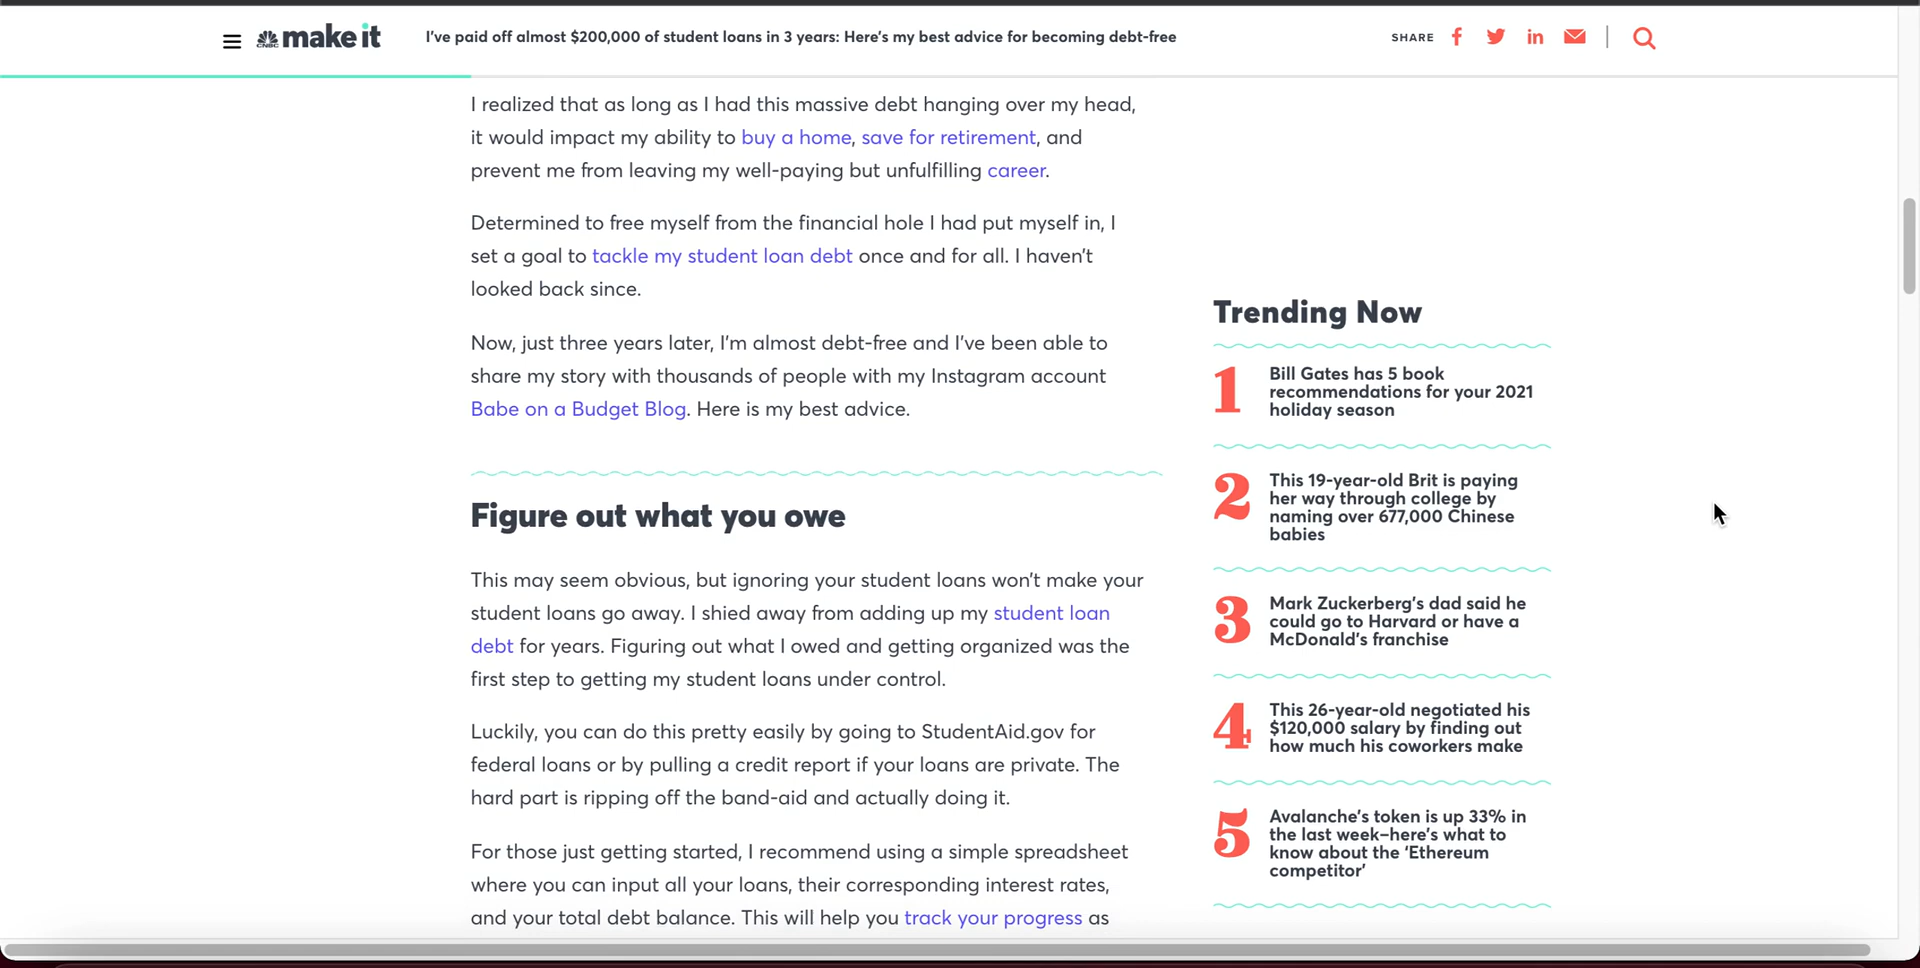 CNBC make it
I've paid off almost $200,000 of student loans in 3 years: Here's my best advice for becoming debt-free
SHARE
I realized that as long as I had this massive debt hanging over my head,
it would impact my ability to buy a home, save for retirement, and
prevent me from leaving my well-paying but unfulfilling career.
Determined to free myself from the financial hole I had put myself in, I
set a goal to tackle my student loan debt once and for all. I haven't
looked back since.
Now, just three years later, I'm almost debt-free and I've been able to
share my story with thousands of people with my Instagram account
Babe on a Budget Blog. Here is my best advice.
Figure out what you owe
This may seem obvious, but ignoring your student loans won't make your
student loans go away. I shied away from adding up my student loan
debt for years. Figuring out what I owed and getting organized was the
first step to getting my student loans under control.
Luckily, you can do this pretty easily by going to StudentAid.gov for
federal loans or by pulling a credit report if your loans are private. The
hard part is ripping off the band-aid and actually doing it.
For those just getting started, I recommend using a simple spreadsheet
where you can input all your loans, their corresponding interest rates,
and your total debt balance. This will help you track your progress as
Trending Now
1
Bill Gates has 5 book
recommendations for your 2021
holiday season
2
This 19-year-old Brit is paying
her way through college by
naming over 677,000 Chinese
babies
3
Mark Zuckerberg's dad said he
could go to Harvard or have a
McDonald's franchise
4
This 26-year-old negotiated his
$120,000 salary by finding out
how much his coworkers make
5
Avalanche's token is up 33% in
the last week–here's what to
know about the 'Ethereum
competitor'